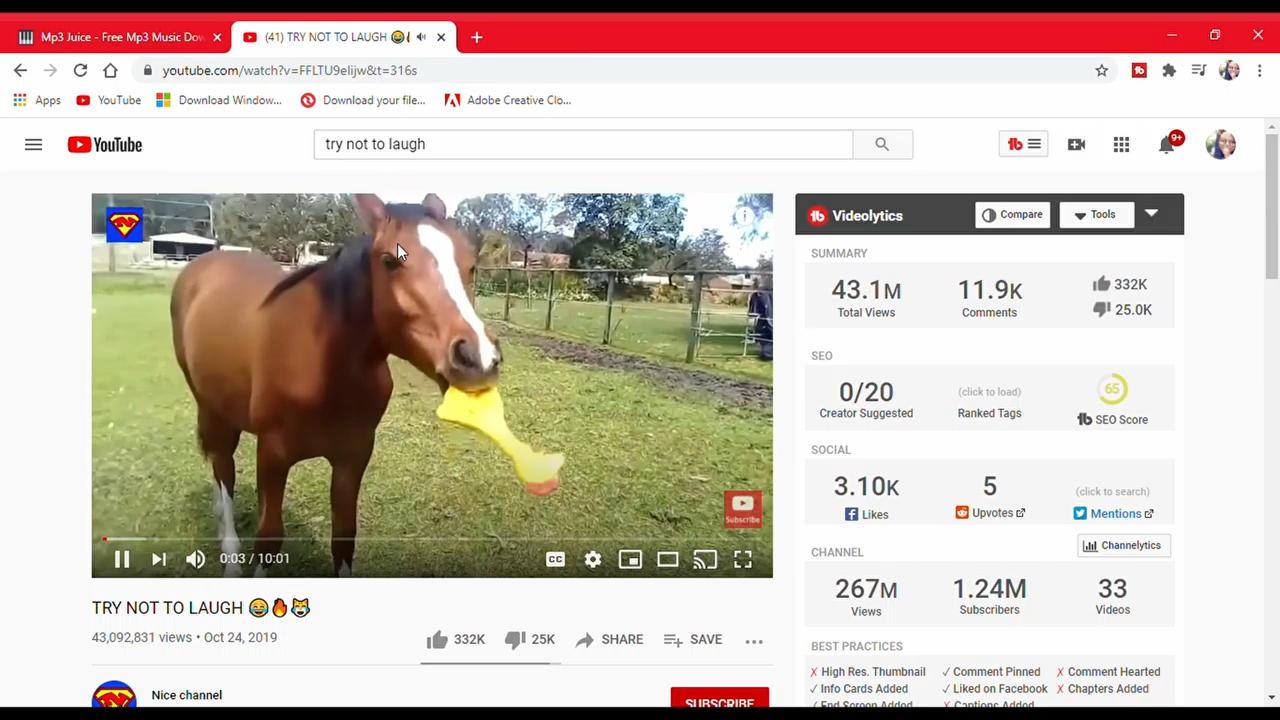 Mp3 Juice - Free Mp3 Music Dow
(41) TRY NOT TO LAUGH 😂
youtube.com/watch?v=FFLTU9elijw&t=316s
Apps
YouTube
Download Window...
Download your file...
Adobe Creative Clo...
YouTube
try not to laugh
9+
Videolytics
Compare
Tools
SUMMARY
43.1M
11.9K
332K
Total Views
Comments
25.0K
SEO
0/20
(click to load)
65
Creator Suggested
Ranked Tags
SEO Score
SOCIAL
3.10K
5
(click to search)
Likes
Upvotes
Mentions
Subscribe
0:03 / 10:01
CC
Channelytics
CHANNEL
267M
1.24M
33
Views
Subscribers
Videos
TRY NOT TO LAUGH 😂🔥😹
43,092,831 views • Oct 24, 2019
332K
25K
SHARE
SAVE
BEST PRACTICES
✗ High Res. Thumbnail
✓ Comment Pinned
✗ Comment Hearted
✓ Info Cards Added
✓ Liked on Facebook
✗ Chapters Added
✓ End Screen Added
✗ Captions Added
Nice channel
SUBSCRIBE